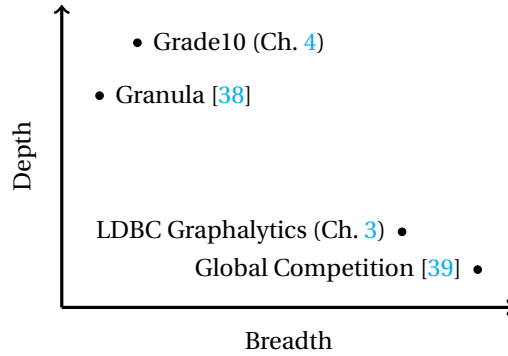 Grade10 (Ch. 4)
Granula [38]
Depth
LDBC Graphalytics (Ch. 3)
Global Competition [39]
Breadth